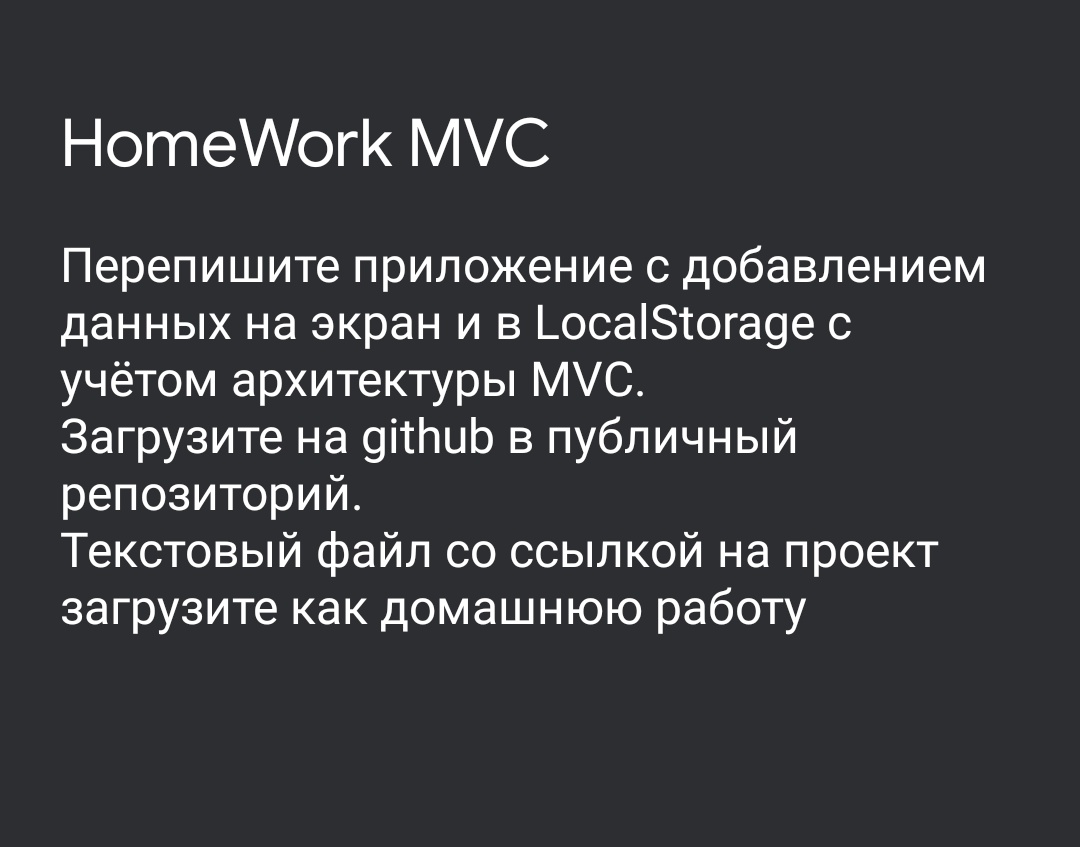 HomeWork MVC
Перепишите приложение с добавлением
данных на экран и в LocalStorage с
учётом архитектуры MVC.
Загрузите на github в публичный
репозиторий.
Текстовый файл со ссылкой на проект
загрузите как домашнюю работу